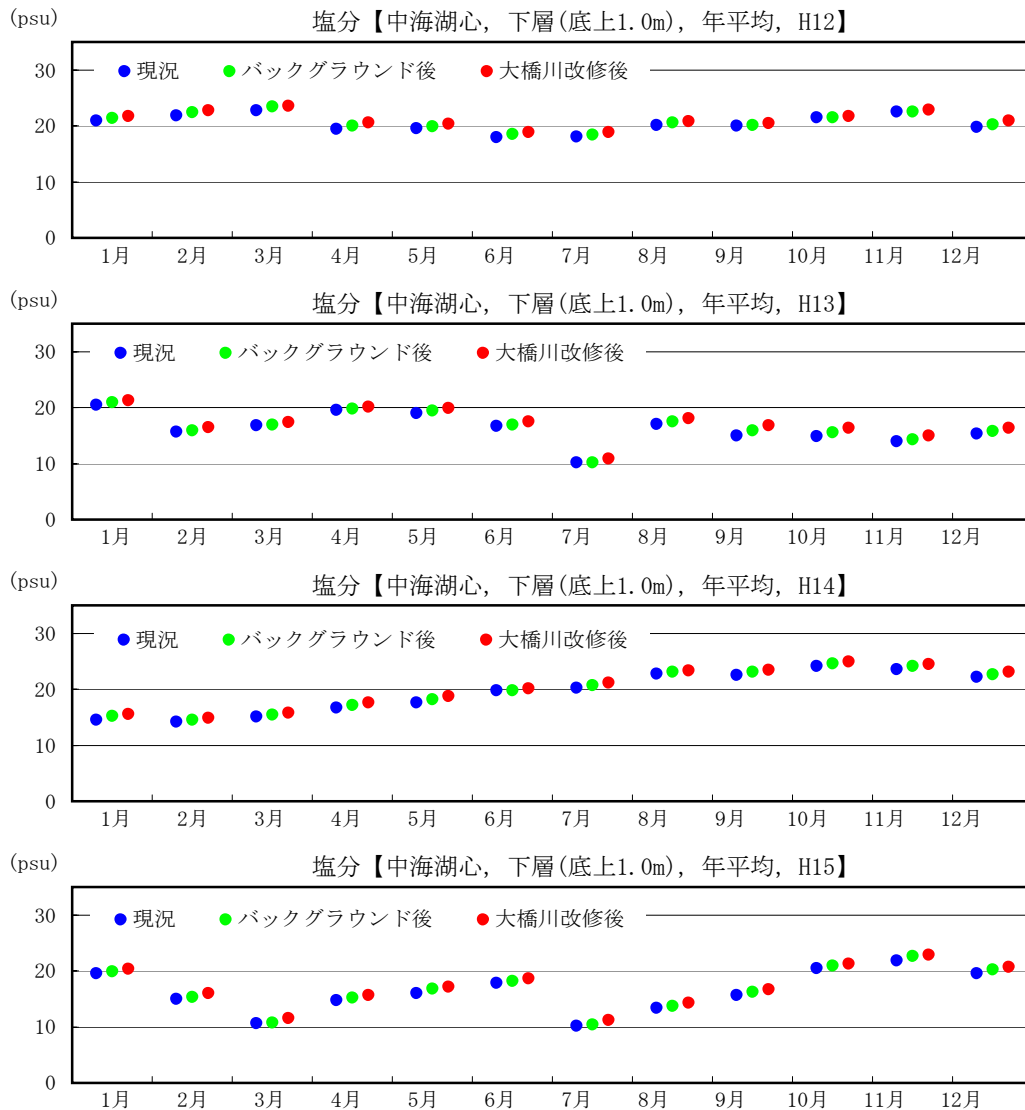 (psu)
塩分【中海湖心, 下層(底上1.0m), 年平均, H12】
30
現況 バックグラウンド後 大橋川改修後
20
10
0
1月 2月 3月 4月 5月 6月 7月 8月 9月 10月 11月 12月
(psu)
塩分【中海湖心, 下層(底上1.0m), 年平均, H13】
30
現況 バックグラウンド後 大橋川改修後
20
10
0
1月 2月 3月 4月 5月 6月 7月 8月 9月 10月 11月 12月
(psu)
塩分【中海湖心, 下層(底上1.0m), 年平均, H14】
30
現況 バックグラウンド後 大橋川改修後
20
10
0
1月 2月 3月 4月 5月 6月 7月 8月 9月 10月 11月 12月
(psu)
塩分【中海湖心, 下層(底上1.0m), 年平均, H15】
30
現況 バックグラウンド後 大橋川改修後
20
10
0
1月 2月 3月 4月 5月 6月 7月 8月 9月 10月 11月 12月